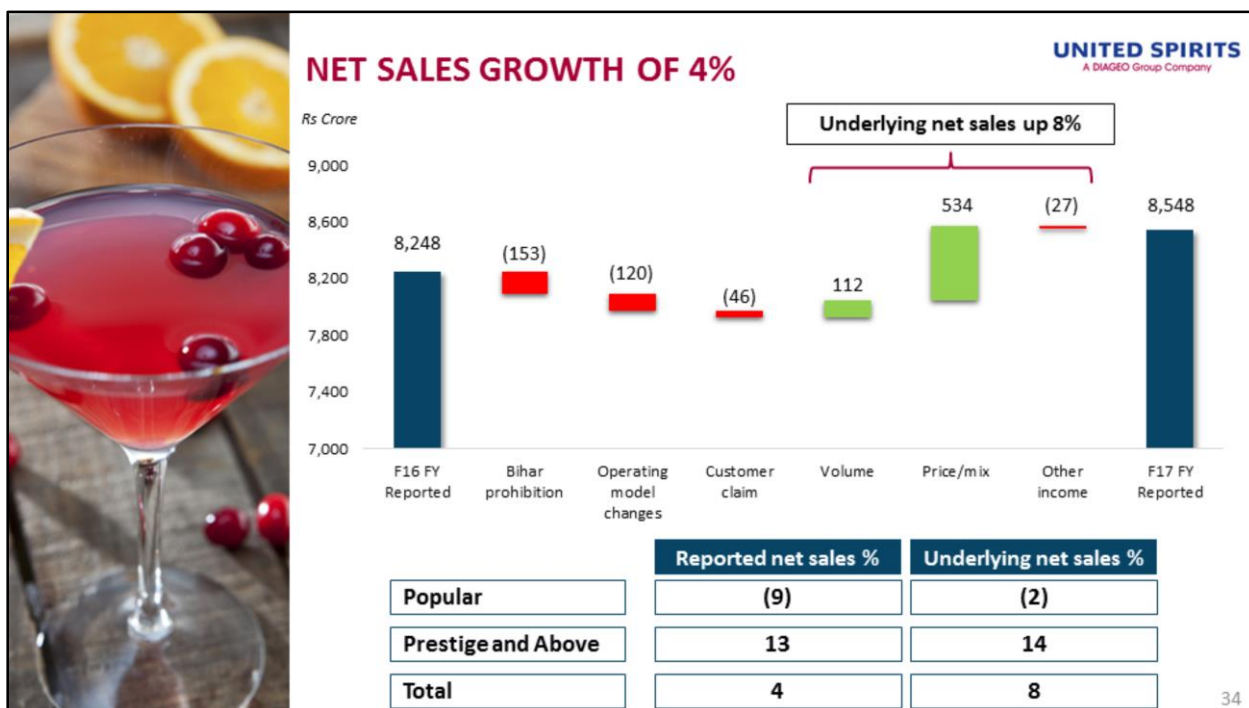 NET SALES GROWTH OF 4%
UNITED SPIRITS
A DIAGEO Group Company
Rs Crore
Underlying net sales up 8%
9,000
8,600
8,200
7,800
7,400
7,000
8,248
(153)
(120)
(46)
112
534
(27)
8,548
F16 FY
Reported
Bihar
prohibition
Operating
model
changes
Customer
claim
Volume
Price/mix
Other
income
F17 FY
Reported
Reported net sales % Underlying net sales %
Popular (9) (2)
Prestige and Above 13 14
Total 4 8
34